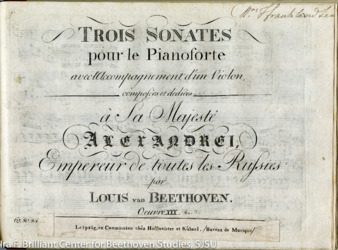 TROIS SONATES
pour le Pianoforte
avec l'Accompagnement d'un Violon,
composées et dediées
à Sa Majesté
ALEXANDRE I,
Empereur de toutes les Russies
par
LOUIS van BEETHOVEN.
Oeuvre XXX
Leipzig, en Commission chés Hoffmeister et Kühnel. /Bureau de Musique/
Ira F. Brilliant Center for Beethoven Studies, SJSU